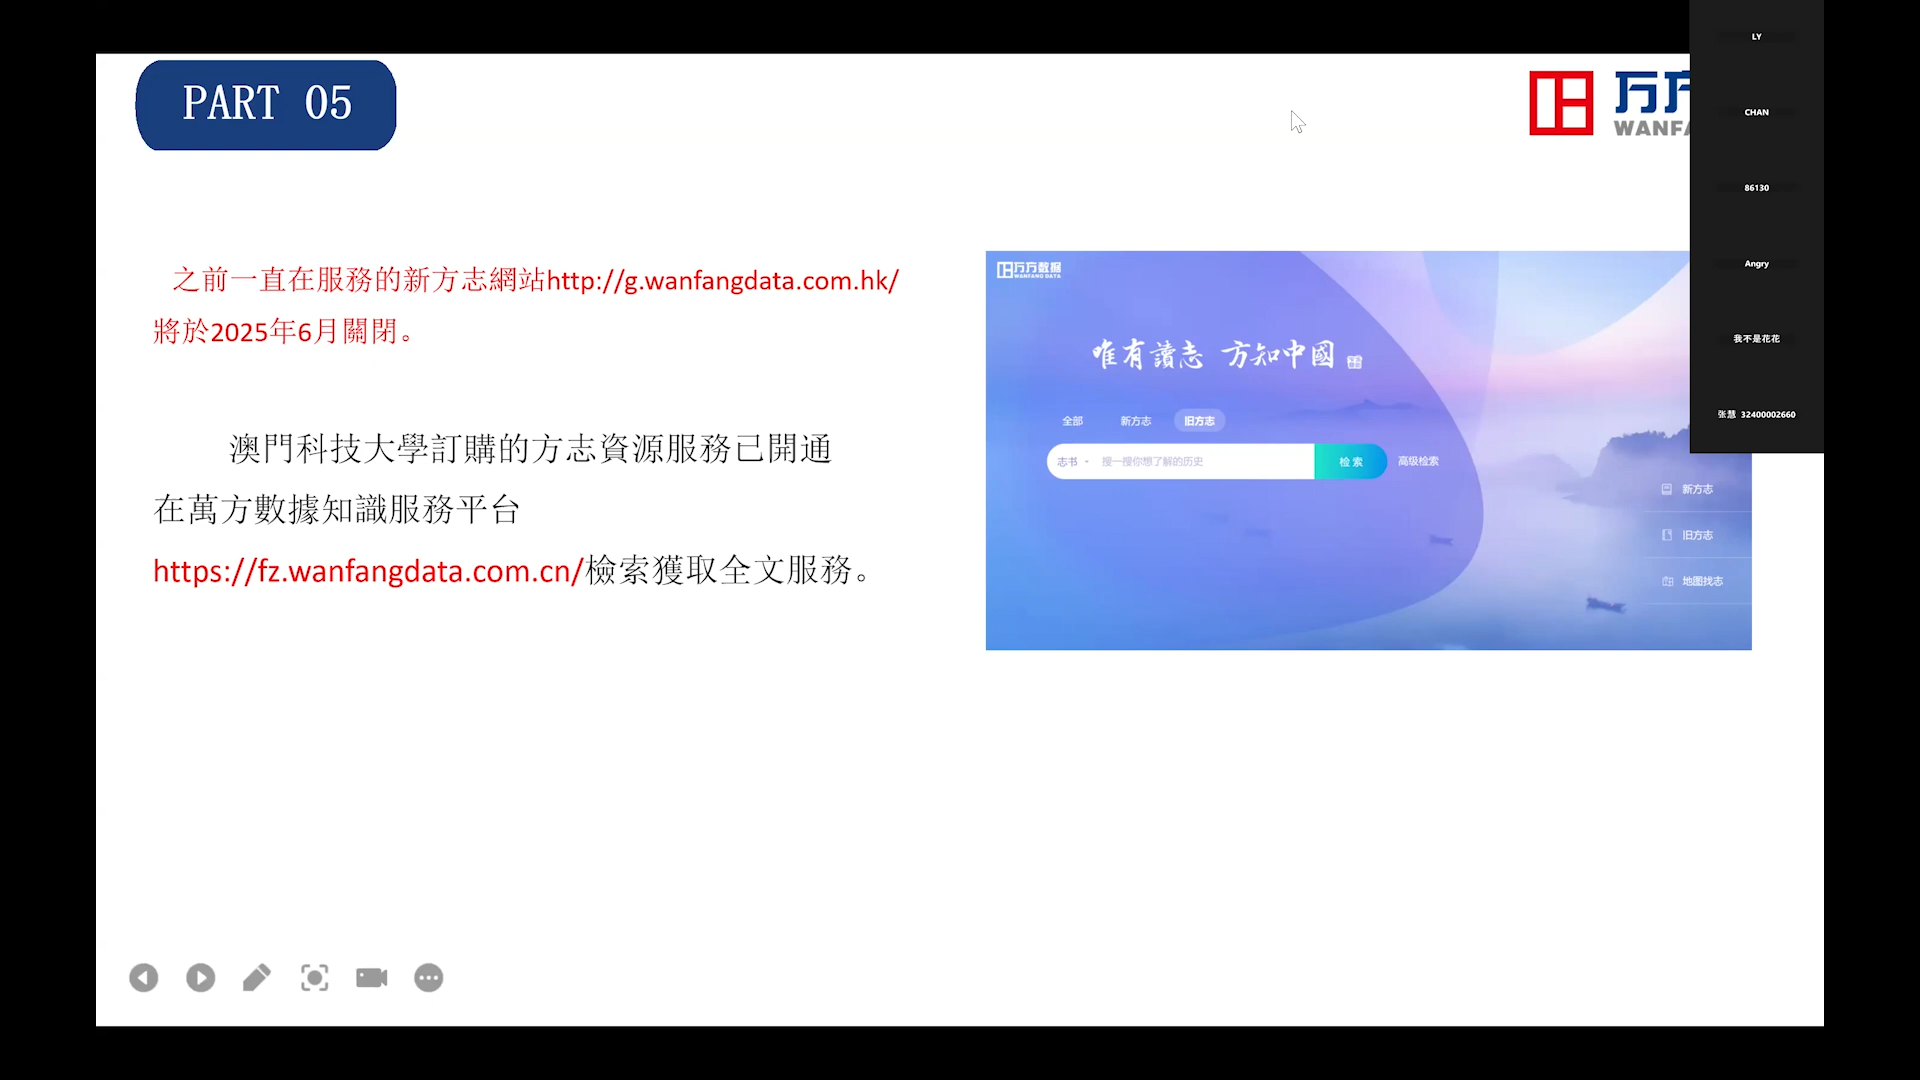 PART 05
万方
WANFA
之前一直在服務的新方志網站http://g.wanfangdata.com.hk/
將於2025年6月關閉。
澳門科技大學訂購的方志資源服務已開通
在萬方數據知識服務平台
https://fz.wanfangdata.com.cn/檢索獲取全文服務。
万方数据
WANFANG DATA
唯有讀志 方知中國
全部 新方志 旧方志
志书 搜一搜你想了解的历史 检索 高级检索
新方志
旧方志
地图找志
LY
CHAN
86130
Angry
我不是花花
张慧 32400002660